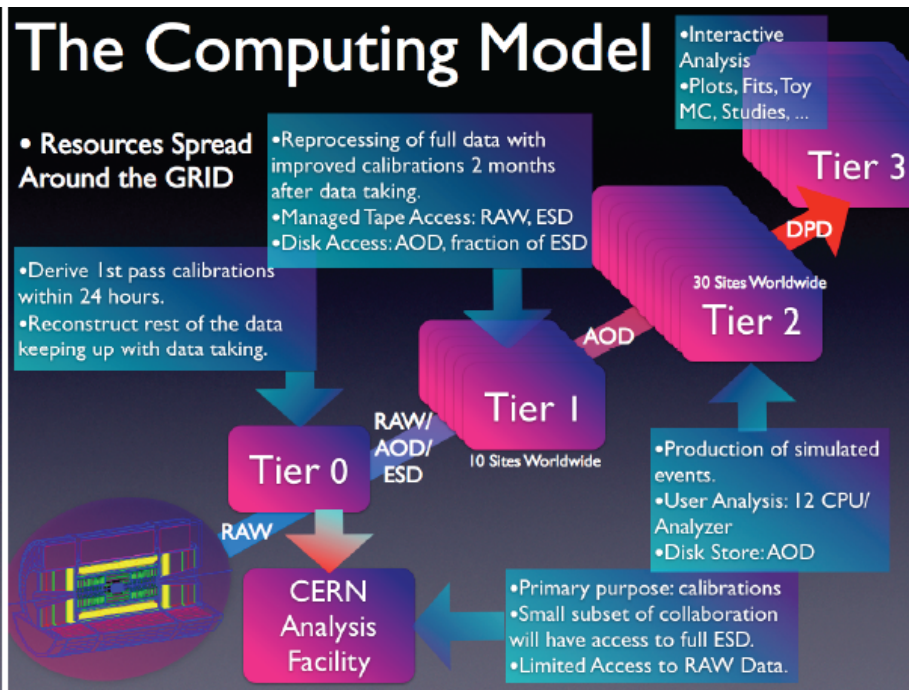 The Computing Model
• Resources Spread
Around the GRID
•Interactive
Analysis
•Plots, Fits, Toy
MC, Studies, ...
Tier 3
•Reprocessing of full data with
improved calibrations 2 months
after data taking.
•Managed Tape Access: RAW, ESD
•Disk Access: AOD, fraction of ESD
DPD
•Derive 1st pass calibrations
within 24 hours.
•Reconstruct rest of the data
keeping up with data taking.
30 Sites Worldwide
Tier 2
AOD
Tier 1
10 Sites Worldwide
RAW/
AOD/
ESD
Tier 0
RAW
•Production of simulated
events.
•User Analysis: 12 CPU/
Analyzer
•Disk Store: AOD
CERN
Analysis
Facility
•Primary purpose: calibrations
•Small subset of collaboration
will have access to full ESD.
•Limited Access to RAW Data.